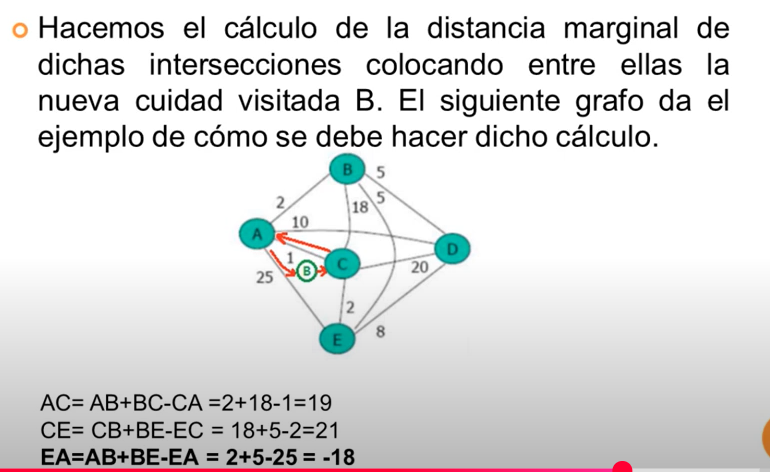 Hacemos el cálculo de la distancia marginal de
dichas intersecciones colocando entre ellas la
nueva cuidad visitada B. El siguiente grafo da el
ejemplo de cómo se debe hacer dicho cálculo.
B 5
2 18 5
10
A
D
1 B C
25 20
2
E 8
AC= AB+BC-CA =2+18-1=19
CE= CB+BE-EC = 18+5-2=21
EA=AB+BE-EA = 2+5-25 = -18